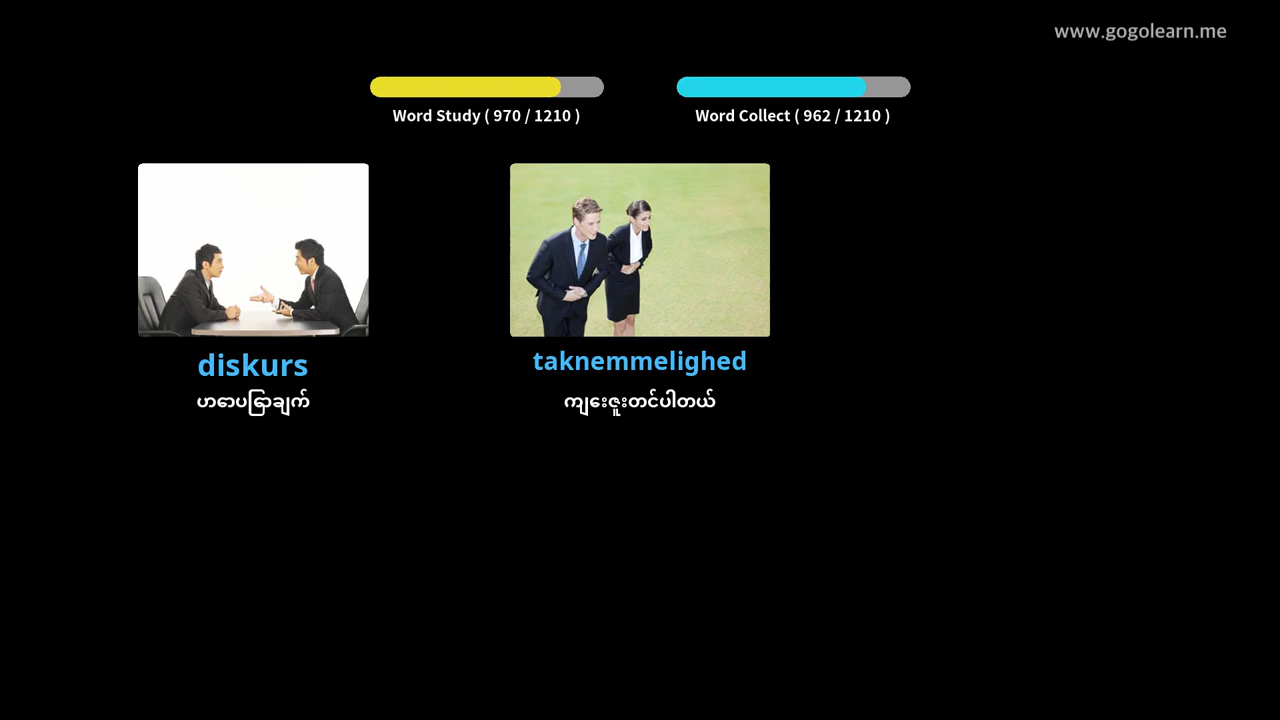 www.gogolearn.me
Word Study ( 970 / 1210 )
Word Collect ( 962 / 1210 )
diskurs
ဟောပြောချက်
taknemmelighed
ကျေးဇူးတင်ပါတယ်